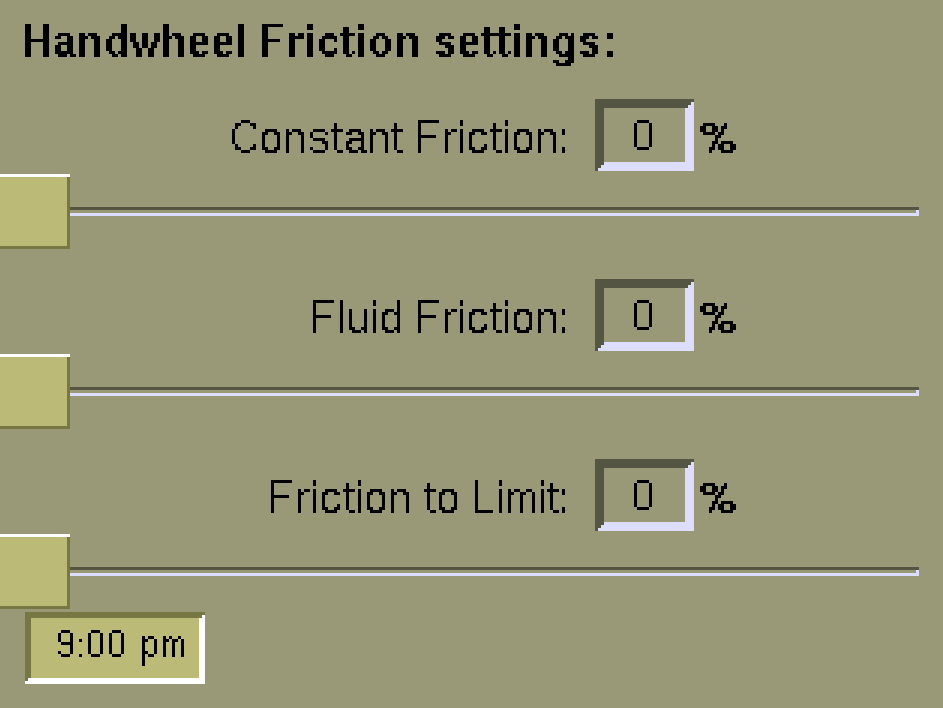 Handwheel Friction settings:
Constant Friction: 0 %
Fluid Friction: 0 %
Friction to Limit: 0 %
9:00 pm